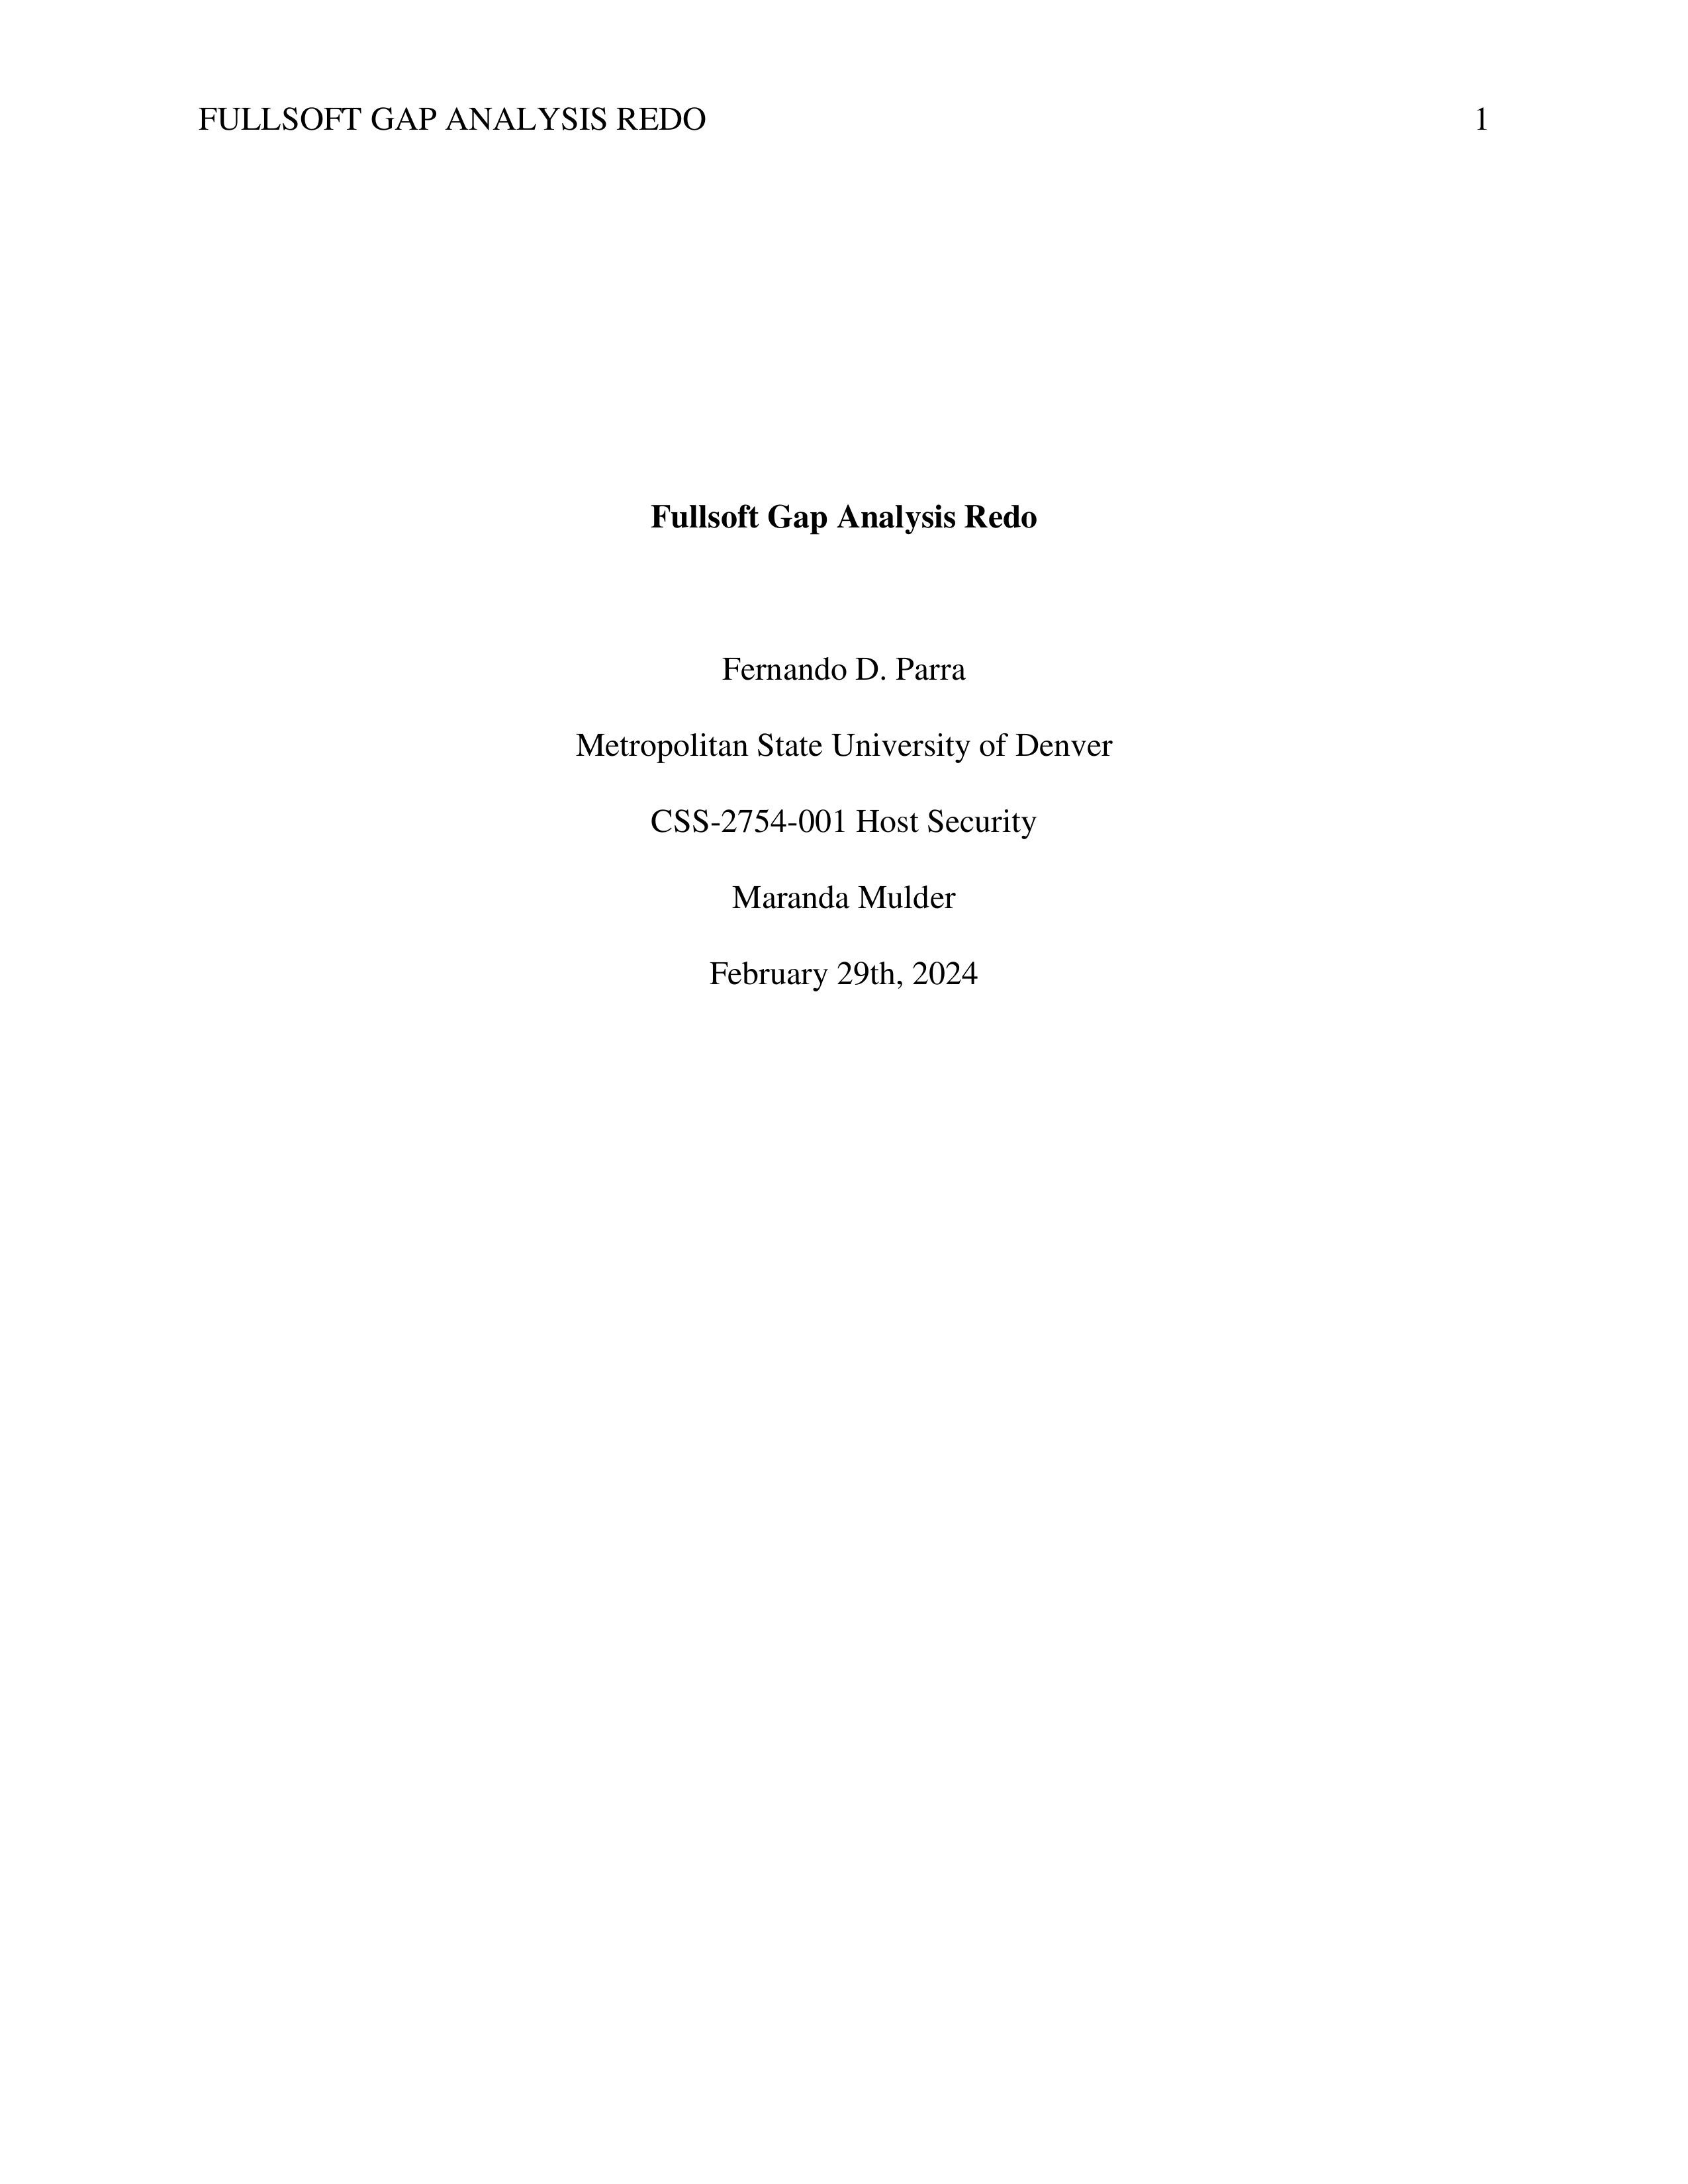 FULLSOFT GAP ANALYSIS REDO 1
Fullsoft Gap Analysis Redo
Fernando D. Parra
Metropolitan State University of Denver
CSS-2754-001 Host Security
Maranda Mulder
February 29th, 2024